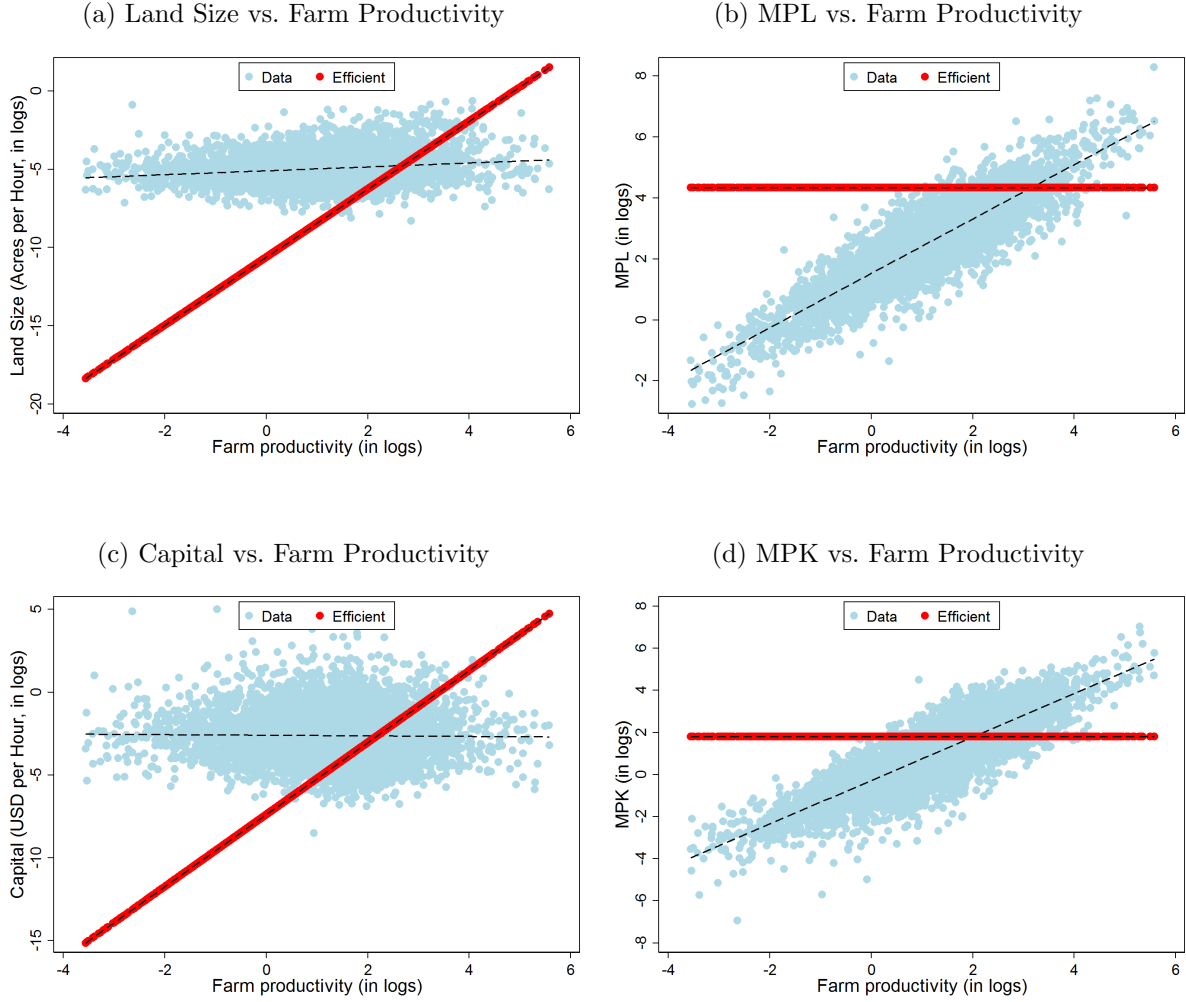 (a) Land Size vs. Farm Productivity
Data Efficient
Land Size (Acres per Hour, in logs)
0
-5
-10
-15
-20
-4 -2 0 2 4 6
Farm productivity (in logs)
(b) MPL vs. Farm Productivity
Data Efficient
MPL (in logs)
8
6
4
2
0
-2
-4 -2 0 2 4 6
Farm productivity (in logs)
(c) Capital vs. Farm Productivity
Data Efficient
Capital (USD per Hour, in logs)
5
0
-5
-10
-15
-4 -2 0 2 4 6
Farm productivity (in logs)
(d) MPK vs. Farm Productivity
Data Efficient
MPK (in logs)
8
6
4
2
0
-2
-4
-6
-8
-4 -2 0 2 4 6
Farm productivity (in logs)